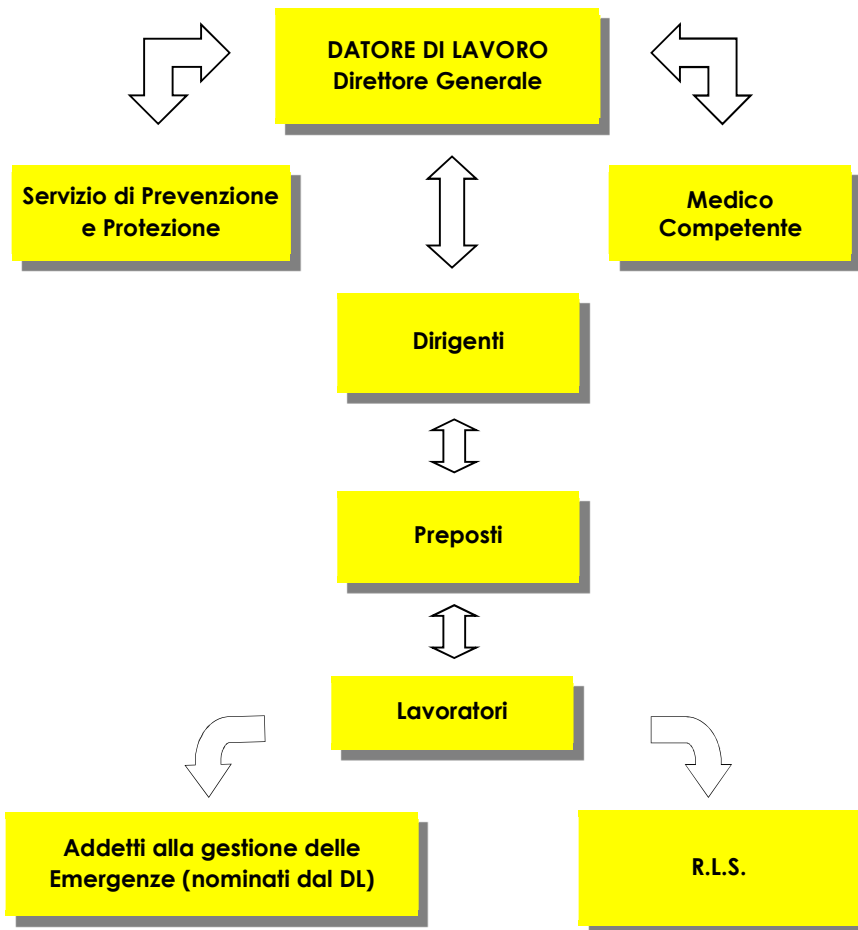 DATORE DI LAVORO
Direttore Generale
Servizio di Prevenzione
e Protezione
Medico
Competente
Dirigenti
Preposti
Lavoratori
Addetti alla gestione delle
Emergenze (nominati dal DL)
R.L.S.